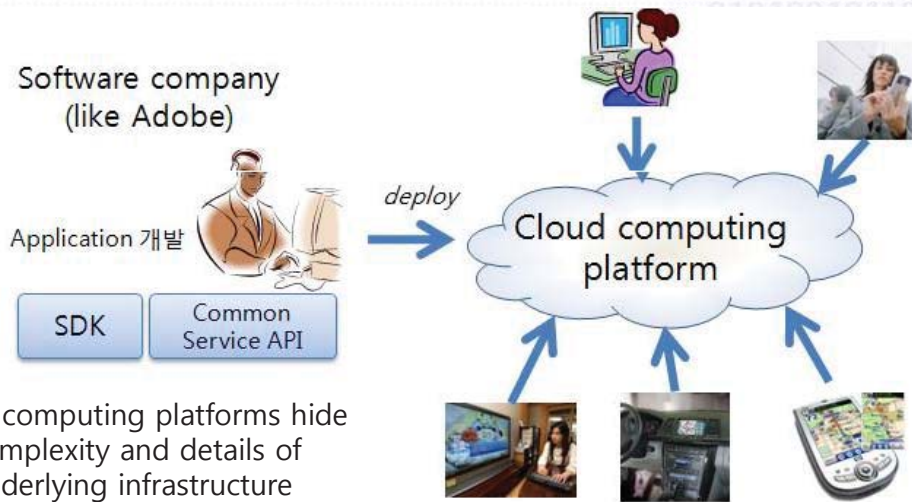 Software company
(like Adobe)
Application 개발
deploy
SDK
Common
Service API
Cloud computing
platform
computing platforms hide
mplexity and details of
derlying infrastructure